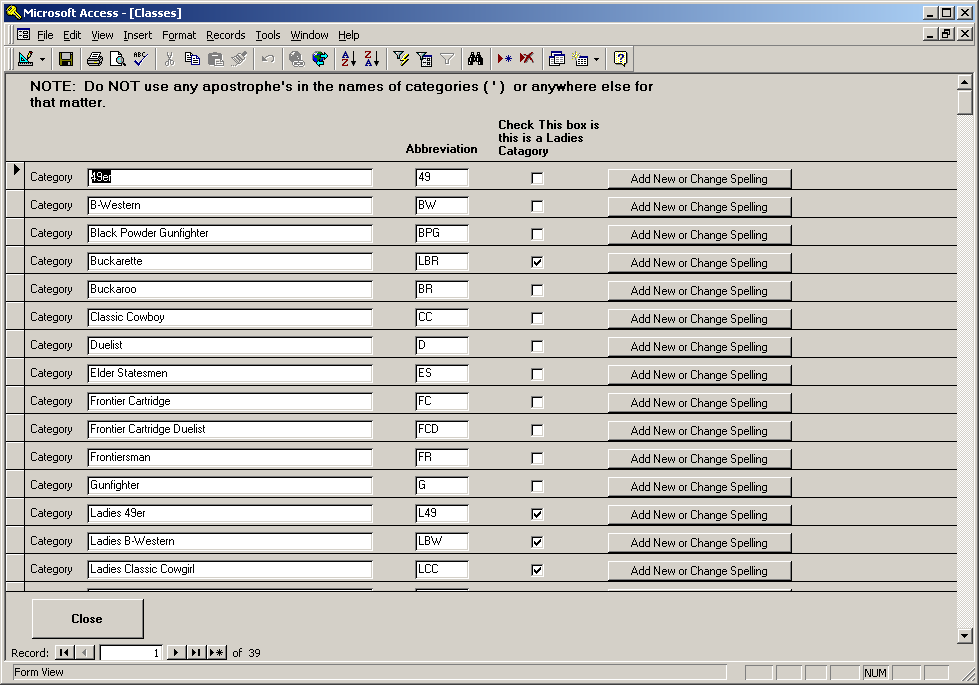 Microsoft Access - [Classes]
File Edit View Insert Format Records Tools Window Help
NOTE: Do NOT use any apostrophe's in the names of categories ( ' ) or anywhere else for
that matter.
Check This box is
this is a Ladies
Catagory
Abbreviation
Category 49er 49 Add New or Change Spelling
Category B-Western BW Add New or Change Spelling
Category Black Powder Gunfighter BPG Add New or Change Spelling
Category Buckarette LBR Add New or Change Spelling
Category Buckaroo BR Add New or Change Spelling
Category Classic Cowboy CC Add New or Change Spelling
Category Duelist D Add New or Change Spelling
Category Elder Statesmen ES Add New or Change Spelling
Category Frontier Cartridge FC Add New or Change Spelling
Category Frontier Cartridge Duelist FCD Add New or Change Spelling
Category Frontiersman FR Add New or Change Spelling
Category Gunfighter G Add New or Change Spelling
Category Ladies 49er L49 Add New or Change Spelling
Category Ladies B-Western LBW Add New or Change Spelling
Category Ladies Classic Cowgirl LCC Add New or Change Spelling
Close
Record: 1 of 39
Form View NUM